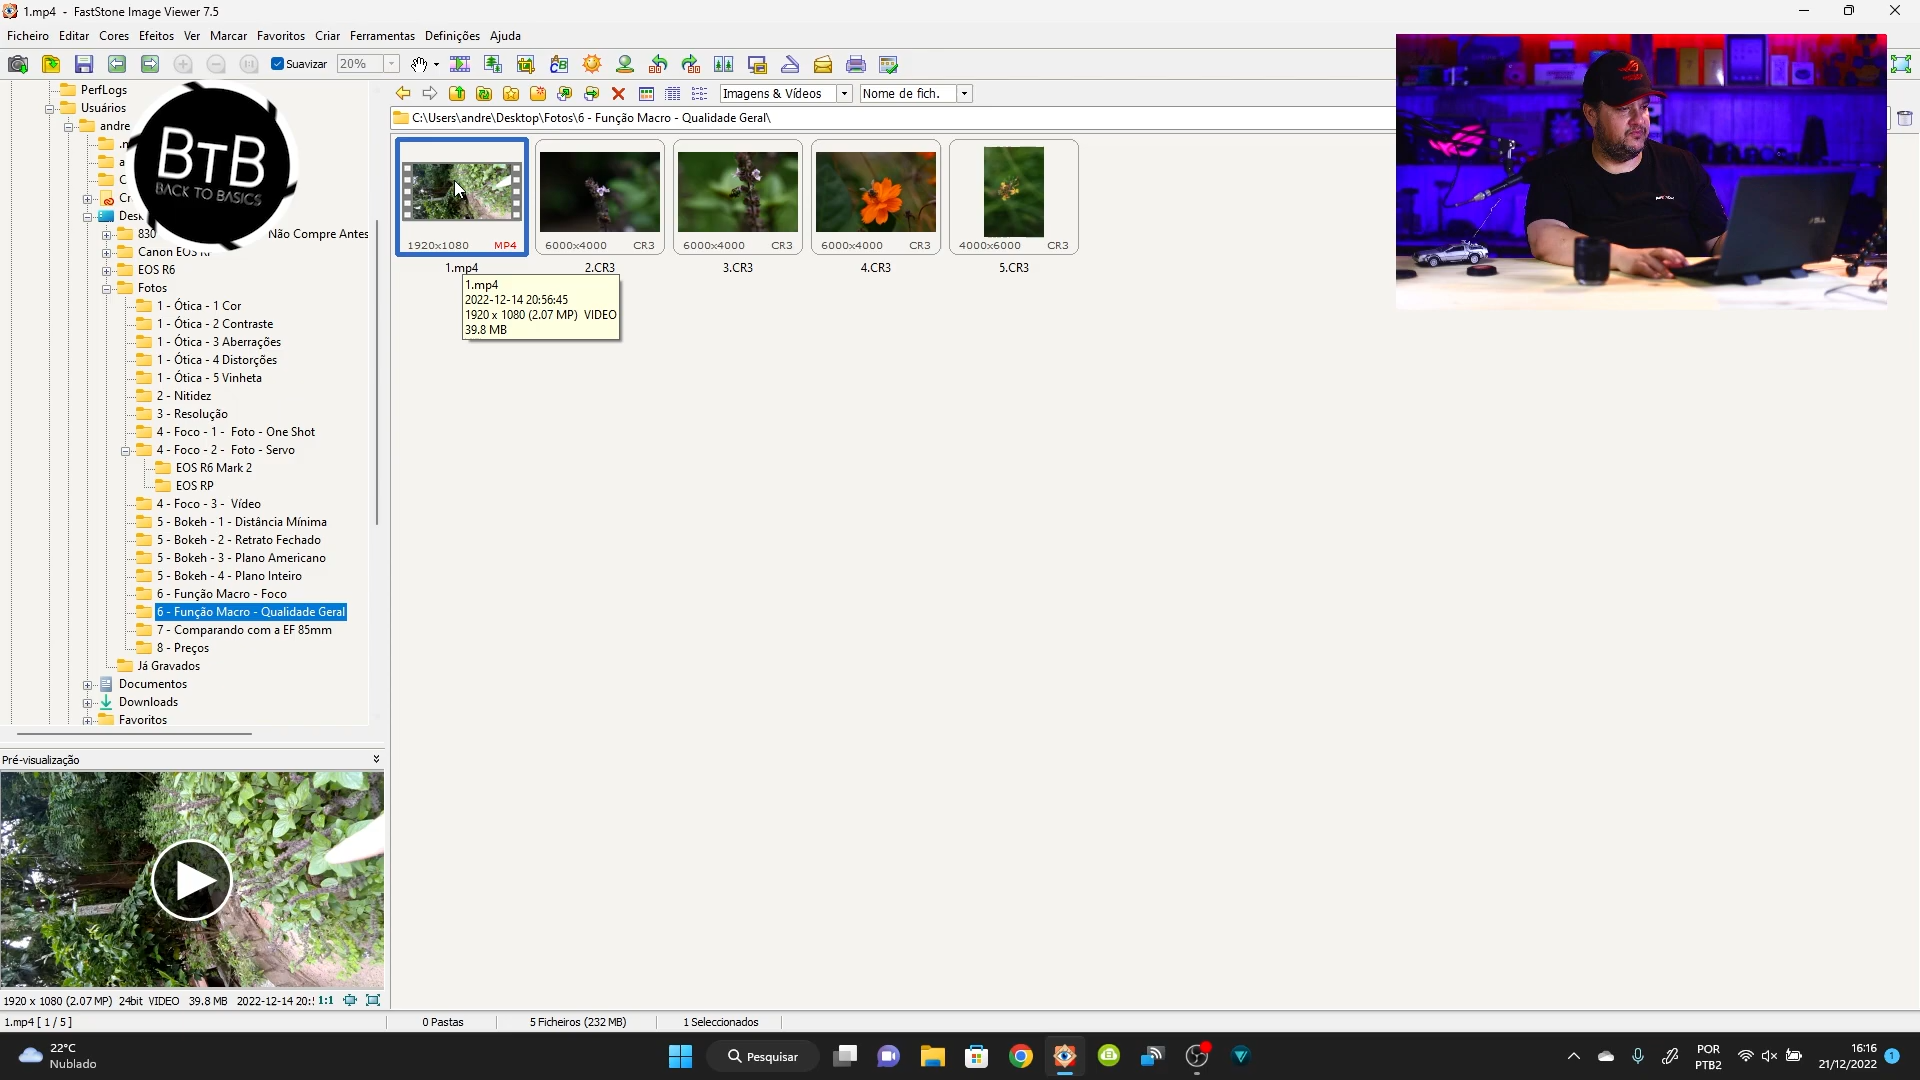 1.mp4 - FastStone Image Viewer 7.5
Ficheiro Editar Cores Efeitos Ver Marcar Favoritos Criar Ferramentas Definições Ajuda
Suavizar 20%
Imagens & Vídeos Nome de fich.
C:\Users\andre\Desktop\Fotos\6 - Função Macro - Qualidade Geral\
PerfLogs
Usuários
andre
BTB
BACK TO BASICS
830 Não Compre Antes
EOS R6
Fotos
1 - Ótica - 1 Cor
1 - Ótica - 2 Contraste
1 - Ótica - 3 Aberrações
1 - Ótica - 4 Distorções
1 - Ótica - 5 Vinheta
2 - Nitidez
3 - Resolução
4 - Foco - 1 - Foto - One Shot
4 - Foco - 2 - Foto - Servo
EOS R6 Mark 2
EOS RP
4 - Foco - 3 - Vídeo
5 - Bokeh - 1 - Distância Mínima
5 - Bokeh - 2 - Retrato Fechado
5 - Bokeh - 3 - Plano Americano
5 - Bokeh - 4 - Plano Inteiro
6 - Função Macro - Foco
6 - Função Macro - Qualidade Geral
7 - Comparando com a EF 85mm
8 - Preços
Já Gravados
Documentos
Downloads
Favoritos
1920x1080 MP4
1.mp4
6000x4000 CR3
2.CR3
6000x4000 CR3
3.CR3
6000x4000 CR3
4.CR3
4000x6000 CR3
5.CR3
1.mp4
2022-12-14 20:56:45
1920 x 1080 (2.07 MP) VIDEO
39.8 MB
Pré-visualização
1920 x 1080 (2.07 MP) 24bit VIDEO 39.8 MB 2022-12-14 20: 1:1
1.mp4 [ 1 / 5 ]
0 Pastas
5 Ficheiros (232 MB)
1 Seleccionados
22°C
Nublado
Pesquisar
POR
PTB2
16:16
21/12/2022
1